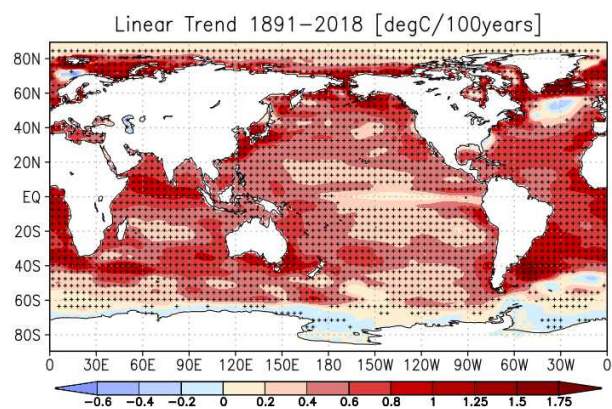 Linear Trend 1891−2018 [degC/100years]
80N
60N
40N
20N
EQ
20S
40S
60S
80S
0 30E 60E 90E 120E 150E 180 150W 120W 90W 60W 30W 0
−0.6 −0.4 −0.2 0 0.2 0.4 0.6 0.8 1 1.25 1.5 1.75